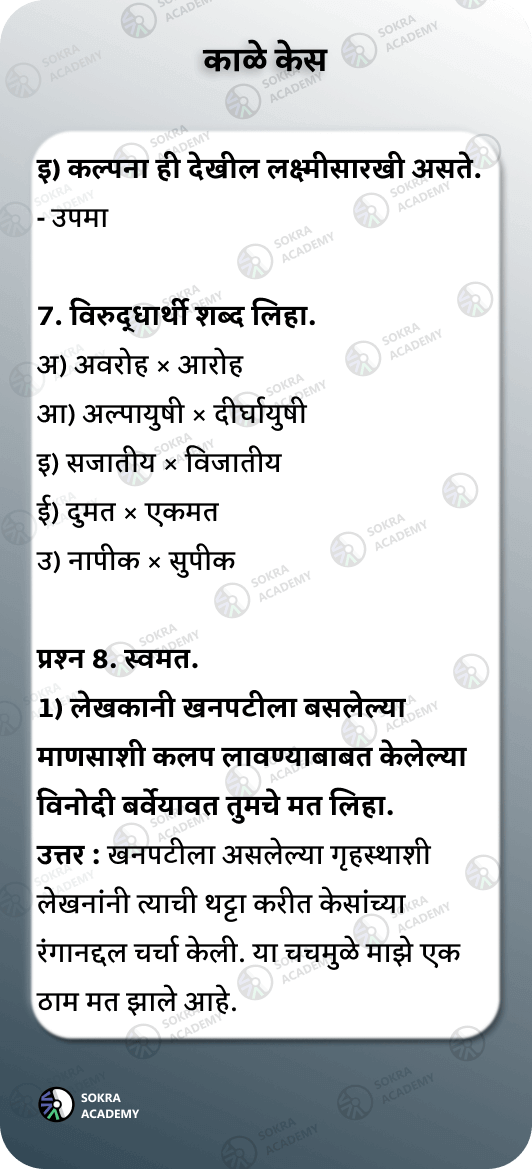 काळे केस
इ) कल्पना ही देखील लक्ष्मीसारखी असते.
- उपमा
7. विरुद्धार्थी शब्द लिहा.
अ) अवरोह × आरोह
आ) अल्पायुषी × दीर्घायुषी
इ) सजातीय × विजातीय
ई) दुमत × एकमत
उ) नापीक × सुपीक
प्रश्न 8. स्वमत.
1) लेखकानी खनपटीला बसलेल्या
माणसाशी कलप लावण्याबाबत केलेल्या
विनोदी बर्वेयावत तुमचे मत लिहा.
उत्तर : खनपटीला असलेल्या गृहस्थाशी
लेखनांनी त्याची थट्टा करीत केसांच्या
रंगानद्दल चर्चा केली. या चचमुळे माझे एक
ठाम मत झाले आहे.
SOKRA
ACADEMY